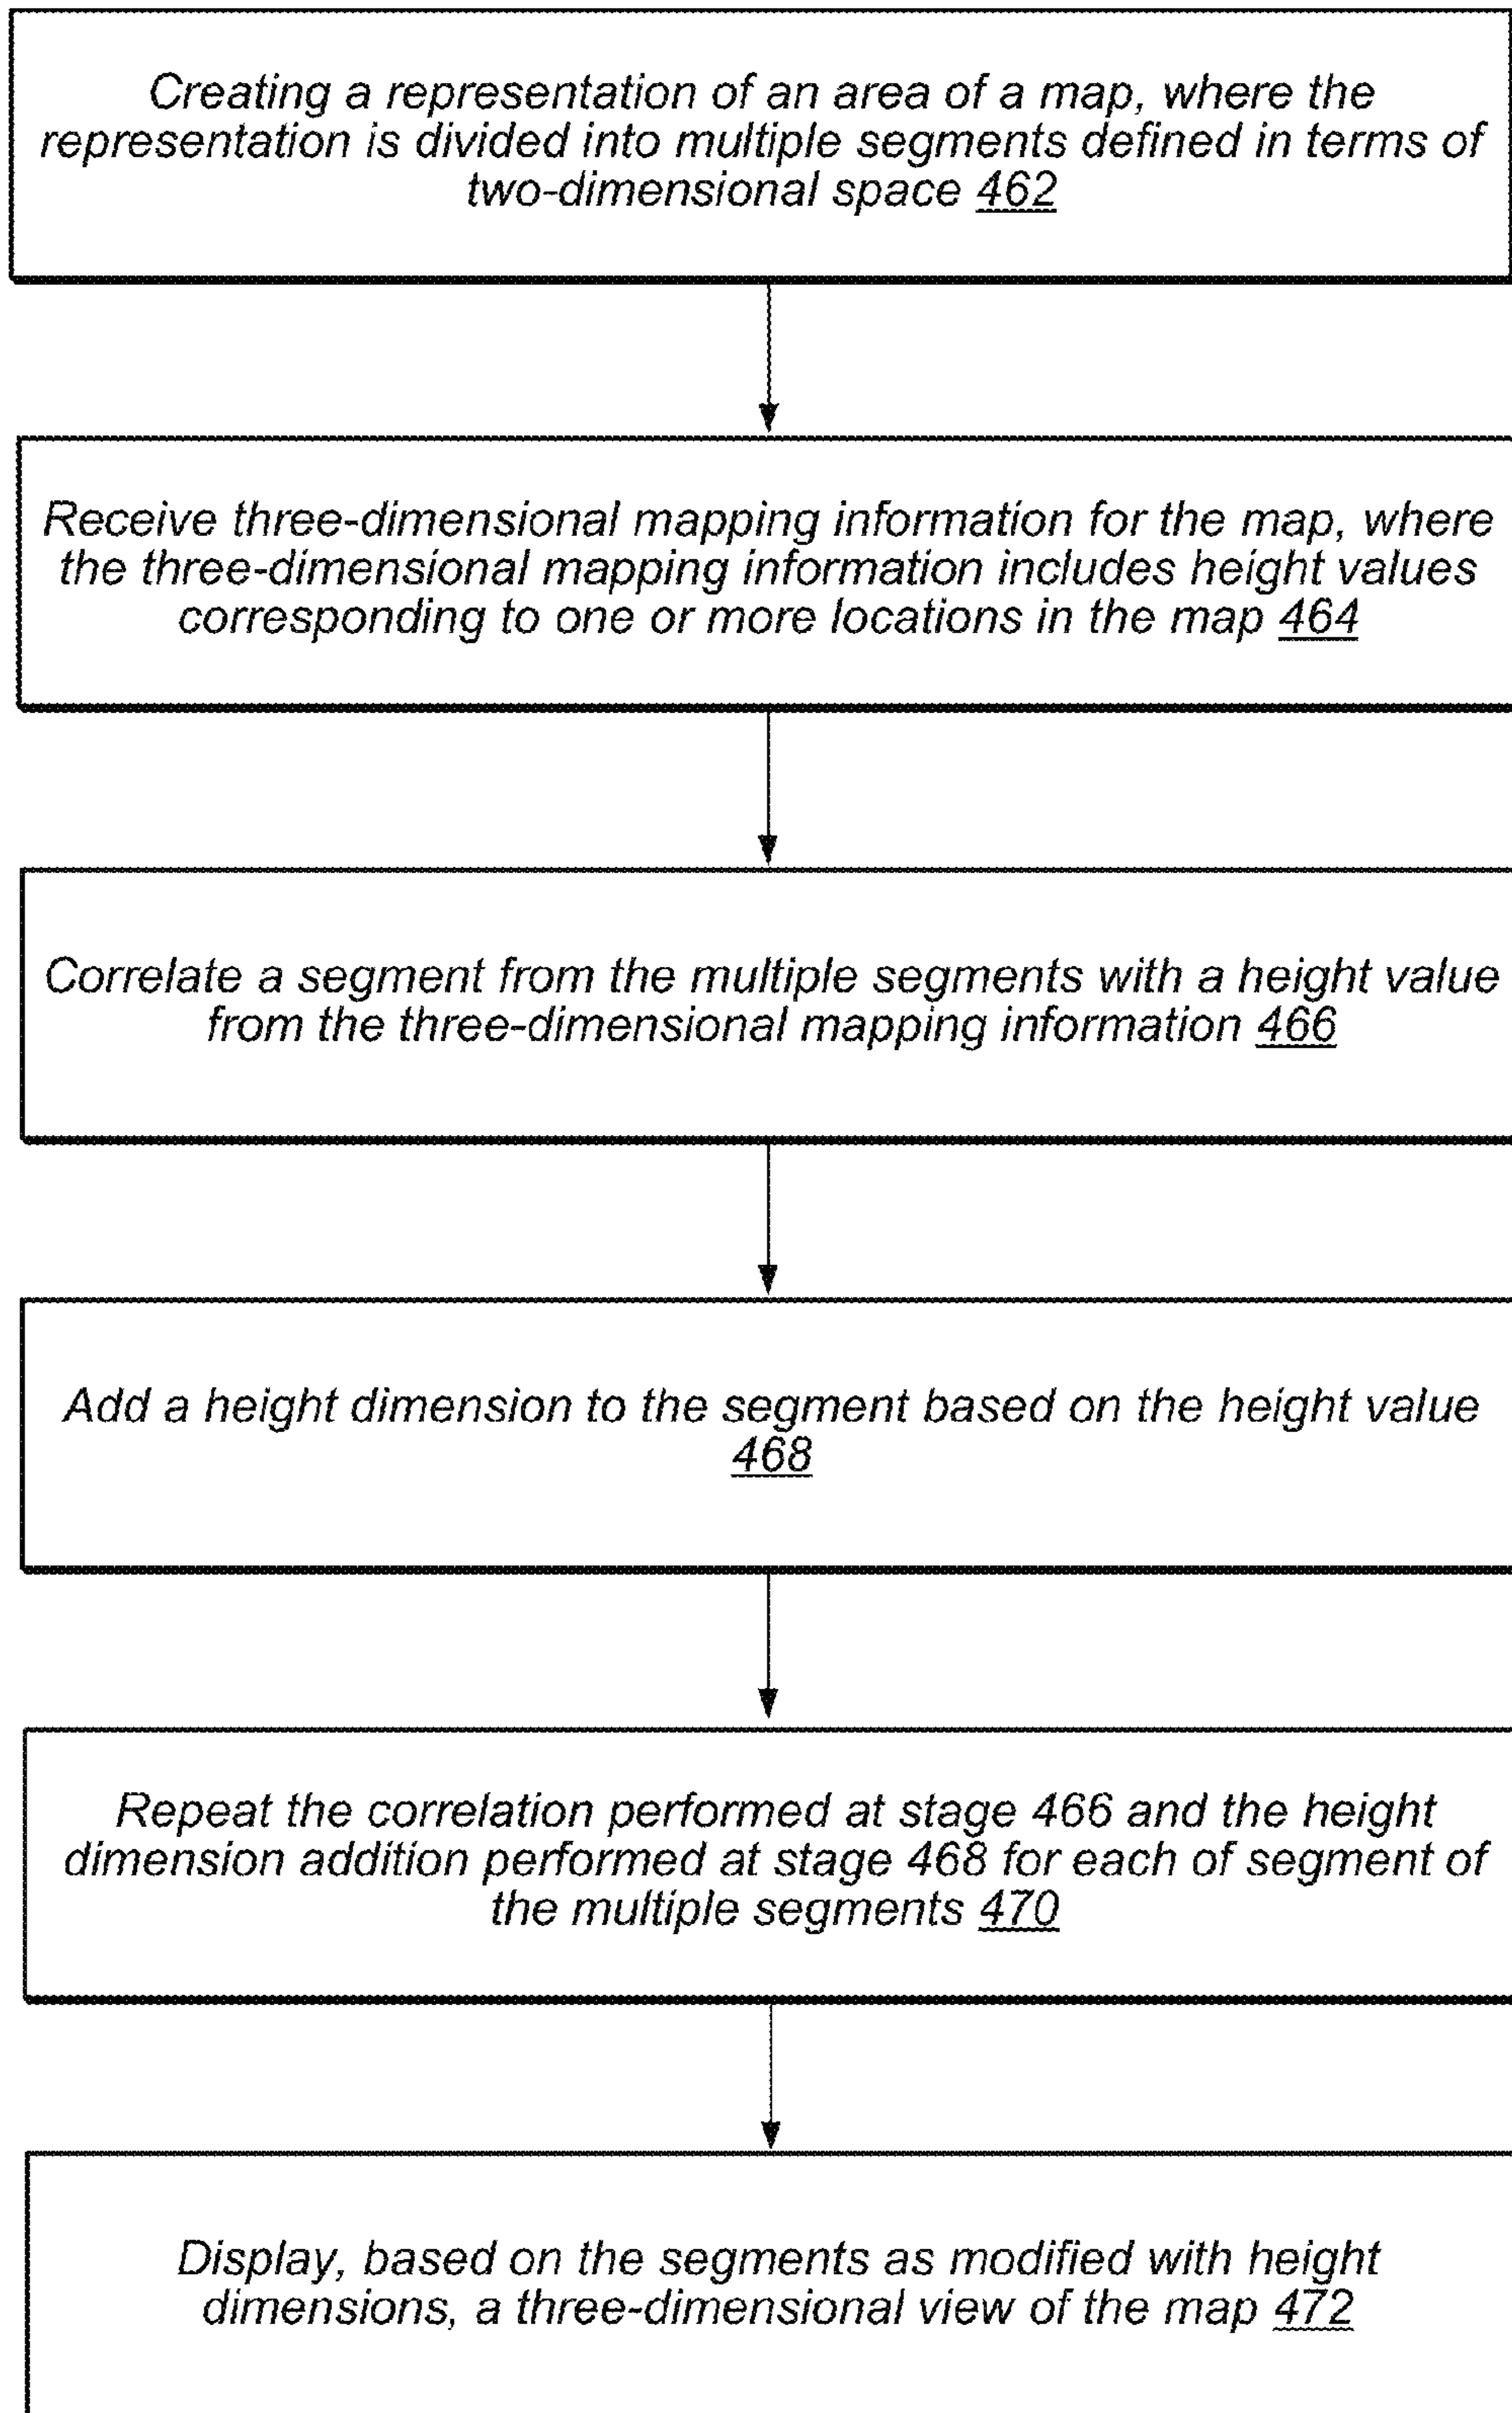 Creating a representation of an area of a map, where the
representation is divided into multiple segments defined in terms of
two-dimensional space 462
Receive three-dimensional mapping information for the map, where
the three-dimensional mapping information includes height values
corresponding to one or more locations in the map 464
Correlate a segment from the multiple segments with a height value
from the three-dimensional mapping information 466
Add a height dimension to the segment based on the height value
468
Repeat the correlation performed at stage 466 and the height
dimension addition performed at stage 468 for each of segment of
the multiple segments 470
Display, based on the segments as modified with height
dimensions, a three-dimensional view of the map 472